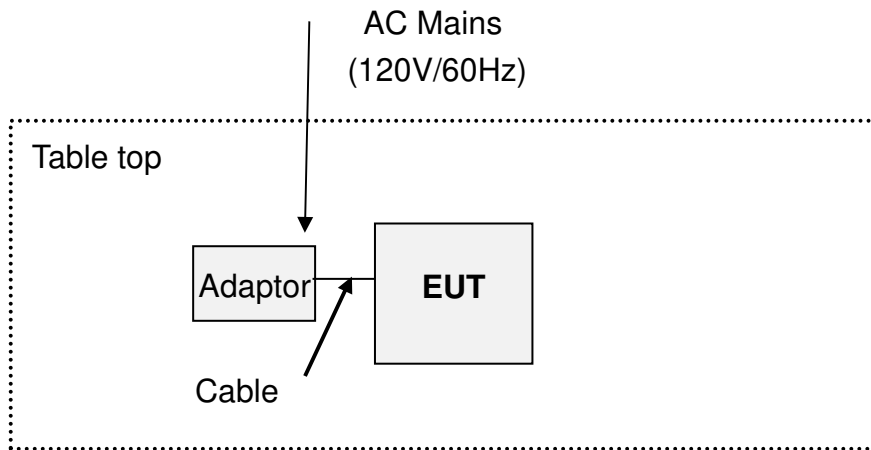 AC Mains
(120V/60Hz)
Table top
Adaptor
EUT
Cable